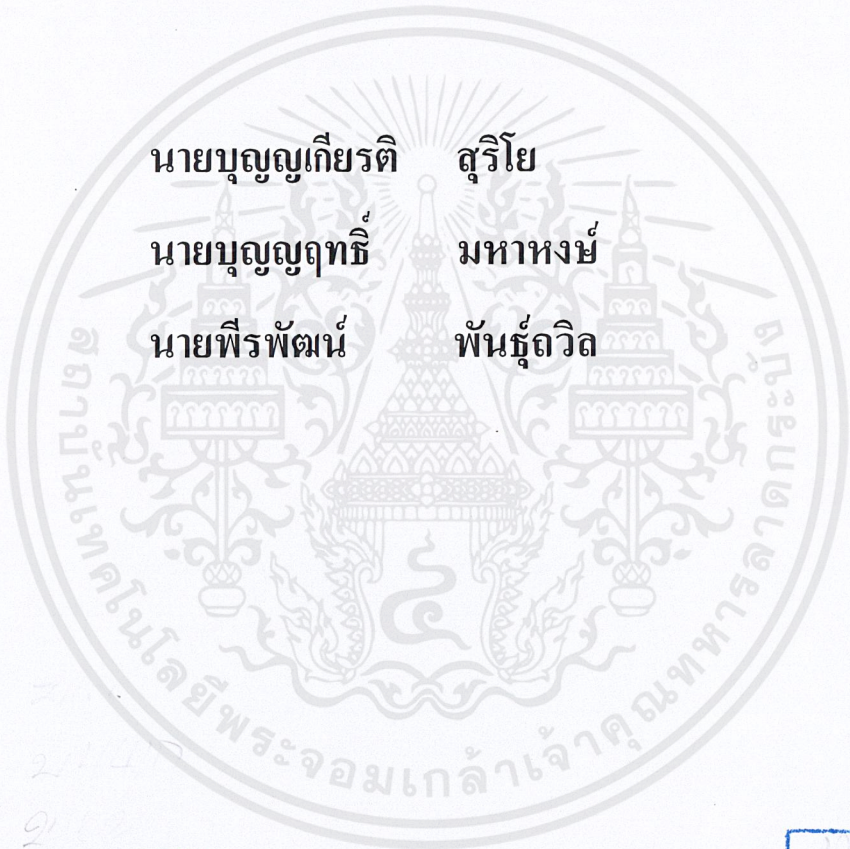 นายบุญญเกียรติ สุริโย
นายบุญญฤทธิ์ มหาหงษ์
นายพีรพัฒน์ พันธุ์ถวิล
สถาบันเทคโนโลยีพระจอมเกล้าเจ้าคุณทหารลาดกระบัง